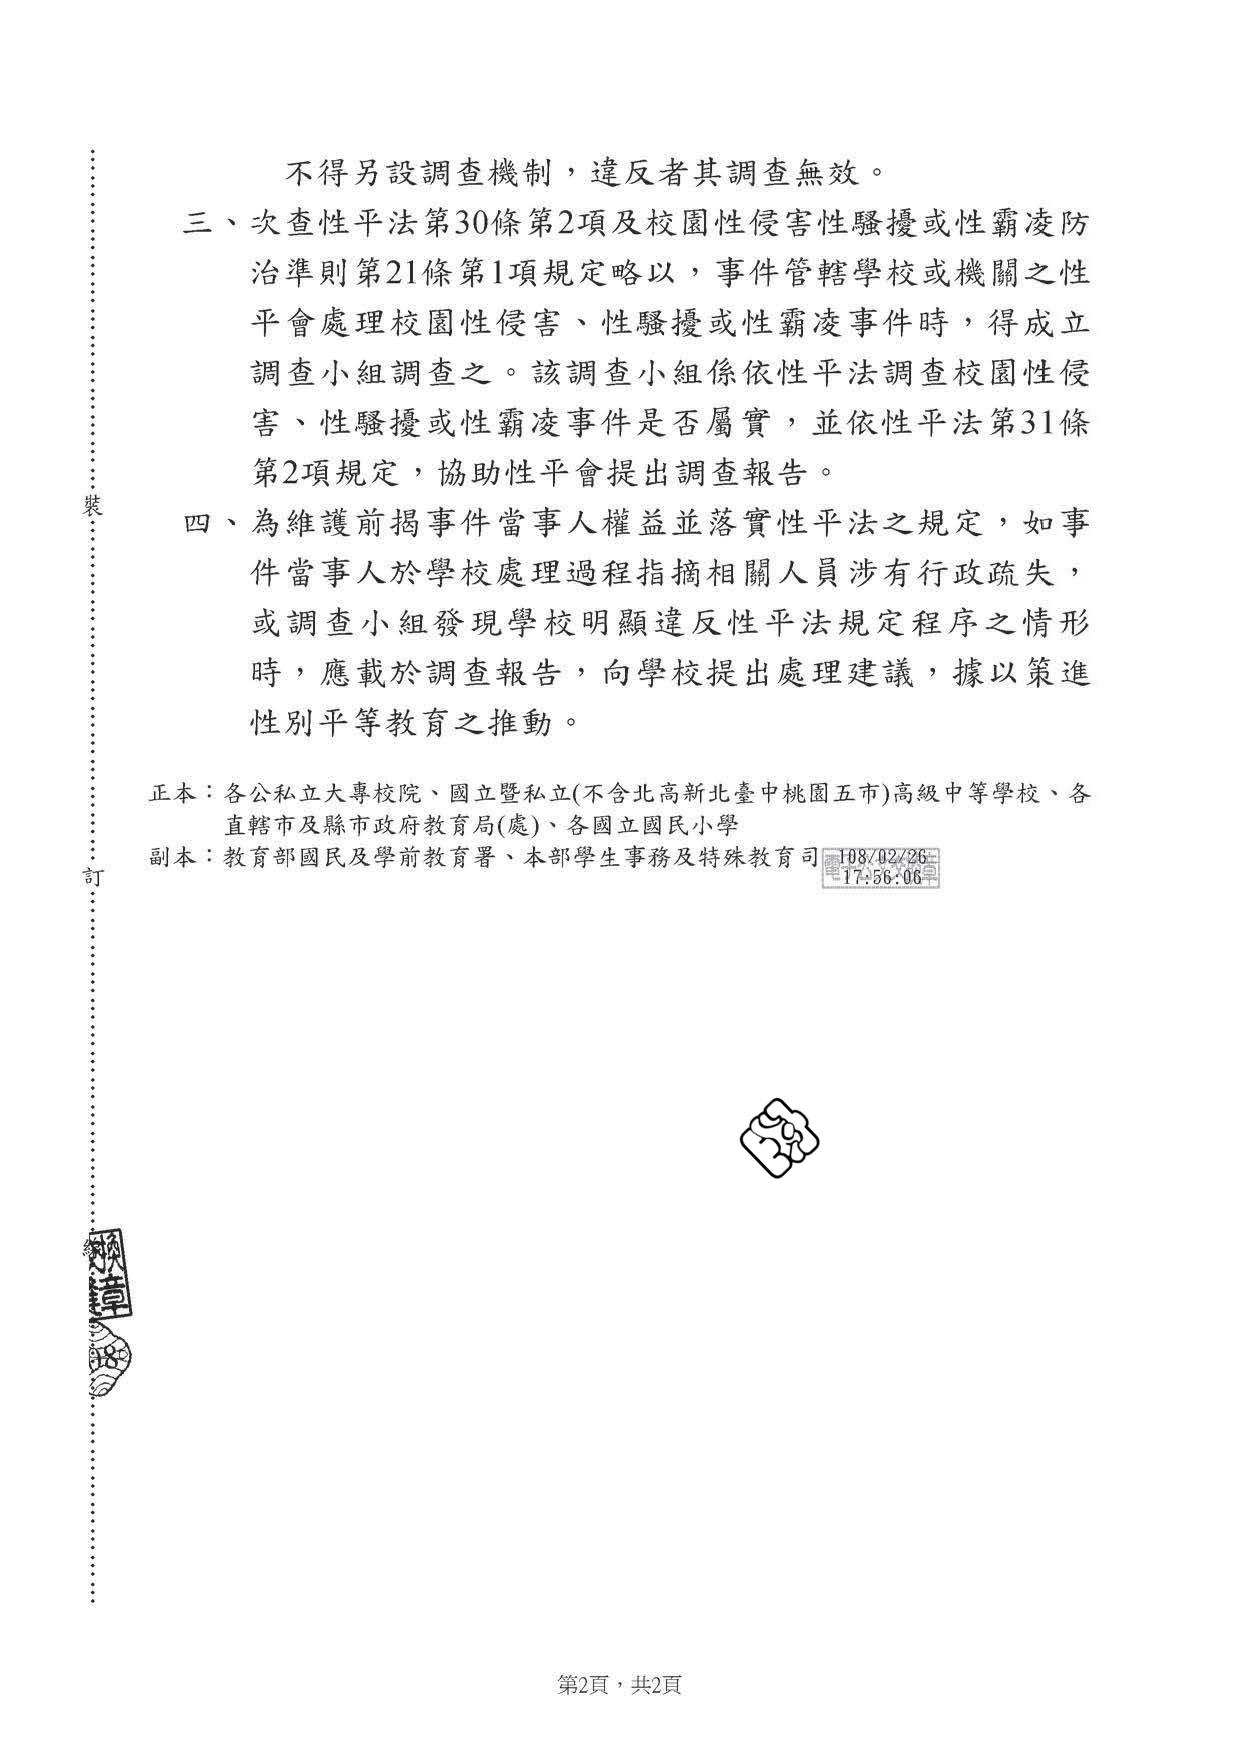 不得另設調查機制，違反者其調查無效。
三、次查性平法第30條第2項及校園性侵害性騷擾或性霸凌防
治準則第21條第1項規定略以，事件管轄學校或機關之性
平會處理校園性侵害、性騷擾或性霸凌事件時，得成立
調查小組調查之。該調查小組係依性平法調查校園性侵
害、性騷擾或性霸凌事件是否屬實，並依性平法第31條
第2項規定，協助性平會提出調查報告。
四、為維護前揭事件當事人權益並落實性平法之規定，如事
件當事人於學校處理過程指摘相關人員涉有行政疏失，
或調查小組發現學校明顯違反性平法規定程序之情形
時，應載於調查報告，向學校提出處理建議，據以策進
性別平等教育之推動。
正本：各公私立大專校院、國立暨私立(不含北高新北臺中桃園五市)高級中等學校、各
直轄市及縣市政府教育局(處)、各國立國民小學
副本：教育部國民及學前教育署、本部學生事務及特殊教育司
108/02/26
17:56:06
裝
訂
換
章
第2頁，共2頁